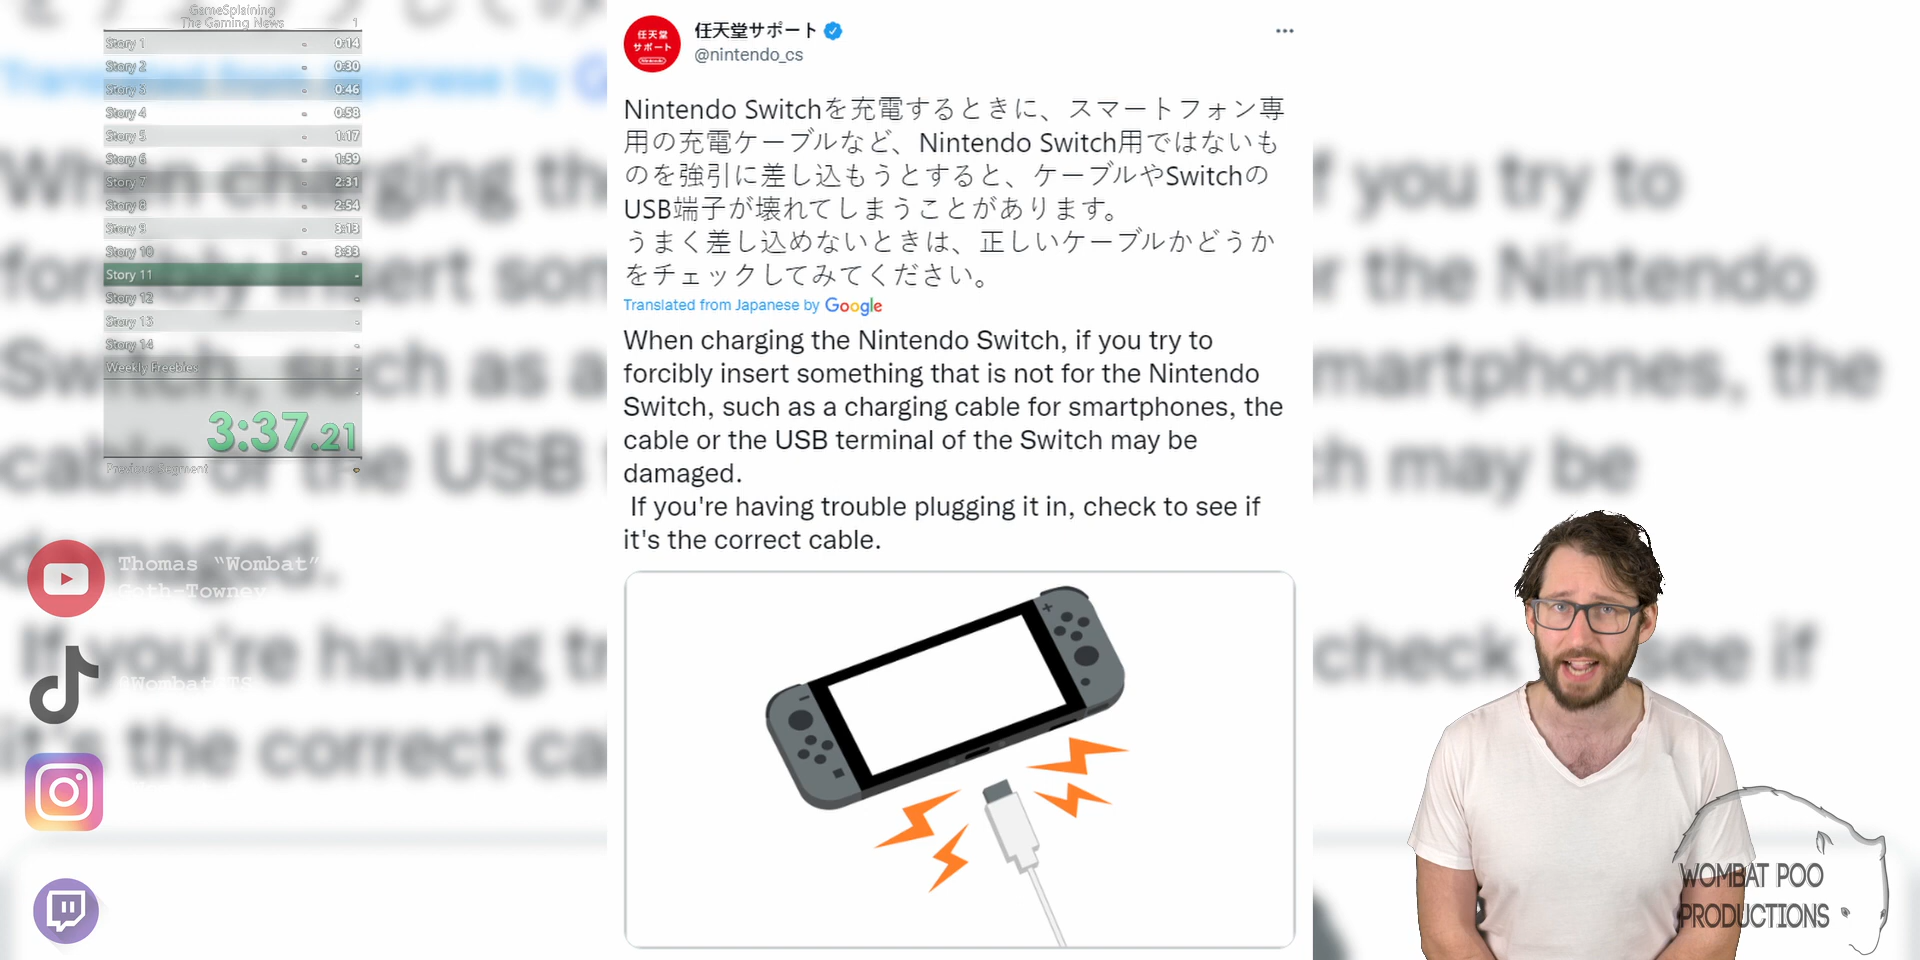 GameSplaining
The Gaming News 1
Story 1 - 0:14
Story 2 - 0:30
Story 3 - 0:46
Story 4 - 0:58
Story 5 - 1:17
Story 6 - 1:59
Story 7 - 2:31
Story 8 - 2:54
Story 9 - 3:13
Story 10 - 3:33
Story 11 -
Story 12 -
Story 13 -
Story 14 -
Weekly Freebies -
-
3:37.21
Previous Segment
Thomas “Wombat”
Goth-Towney
任天堂
サポート
Nintendo
任天堂サポート
@nintendo_cs
Nintendo Switchを充電するときに、スマートフォン専
用の充電ケーブルなど、Nintendo Switch用ではないも
のを強引に差し込もうとすると、ケーブルやSwitchの
USB端子が壊れてしまうことがあります。
うまく差し込めないときは、正しいケーブルかどうか
をチェックしてみてください。
Translated from Japanese by Google
When charging the Nintendo Switch, if you try to
forcibly insert something that is not for the Nintendo
Switch, such as a charging cable for smartphones, the
cable or the USB terminal of the Switch may be
damaged.
If you're having trouble plugging it in, check to see if
it's the correct cable.
WOMBAT POO
PRODUCTIONS